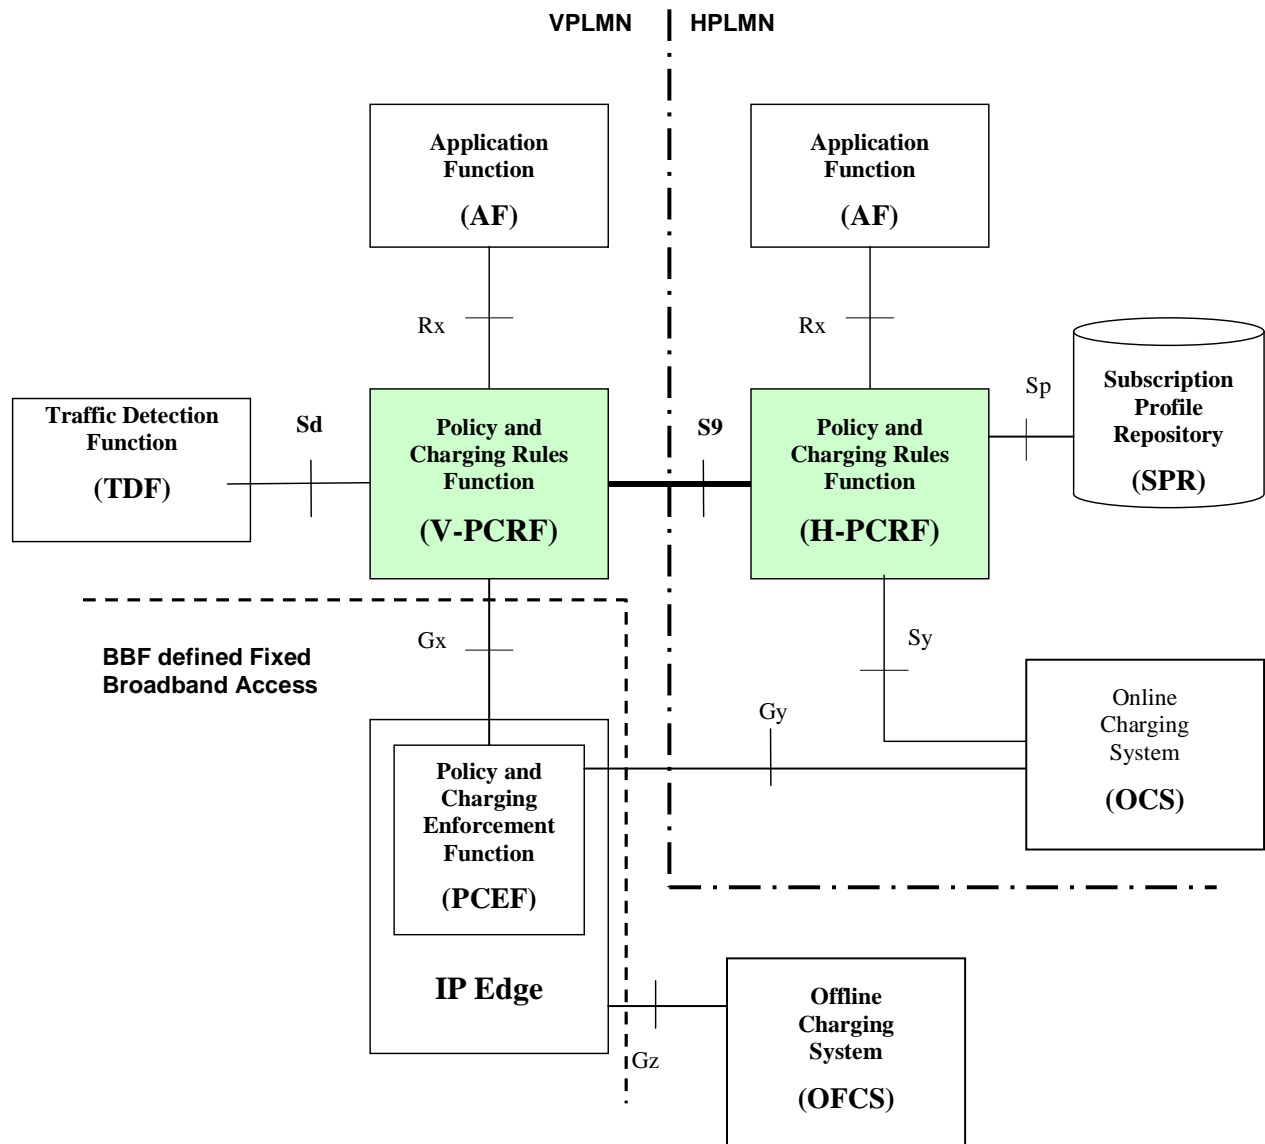 VPLMN
HPLMN
Application
Function
(AF)
Application
Function
(AF)
Rx
Rx
Traffic Detection
Function
(TDF)
Sd
Policy and
Charging Rules
Function
(V-PCRF)
S9
Policy and
Charging Rules
Function
(H-PCRF)
Sp
Subscription
Profile
Repository
(SPR)
BBF defined Fixed
Broadband Access
Gx
Sy
Gy
Online
Charging
System
(OCS)
Policy and
Charging
Enforcement
Function
(PCEF)
IP Edge
Gz
Offline
Charging
System
(OFCS)